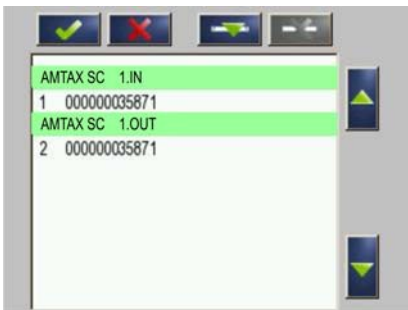 AMTAX SC 1.IN
1 000000035871
AMTAX SC 1.OUT
2 000000035871